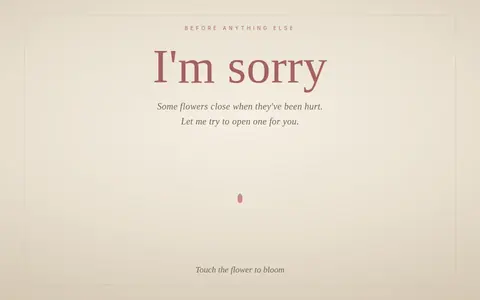 BEFORE ANYTHING ELSE
I'm sorry
Some flowers close when they've been hurt.
Let me try to open one for you.
Touch the flower to bloom